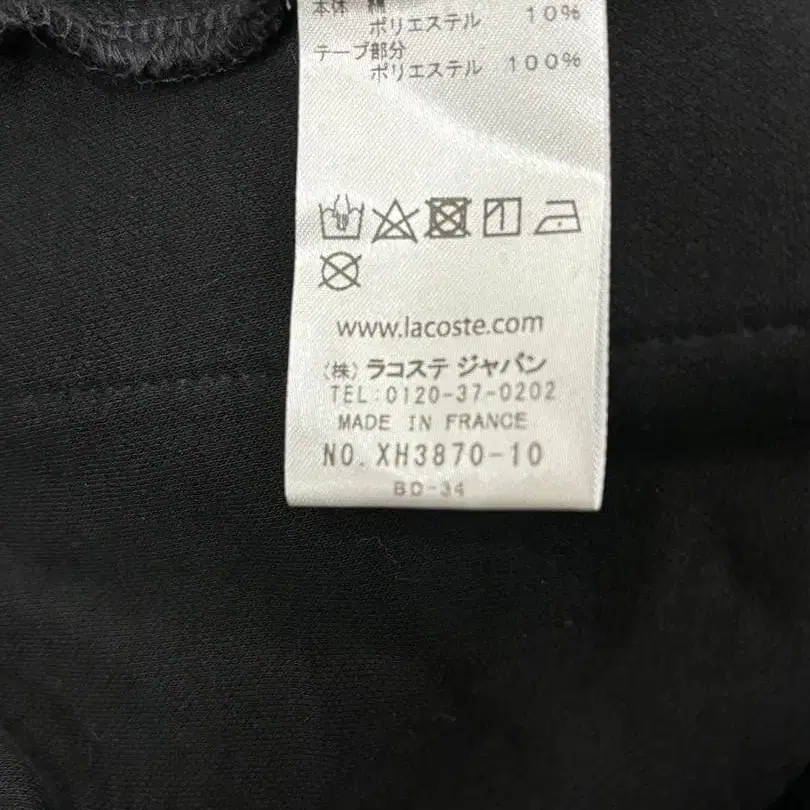 本体 綿
ポリエステル 10%
テープ部分
ポリエステル 100%
www.lacoste.com
(株) ラコステ ジャパン
TEL:0120-37-0202
MADE IN FRANCE
NO. XH3870-10
BD-34